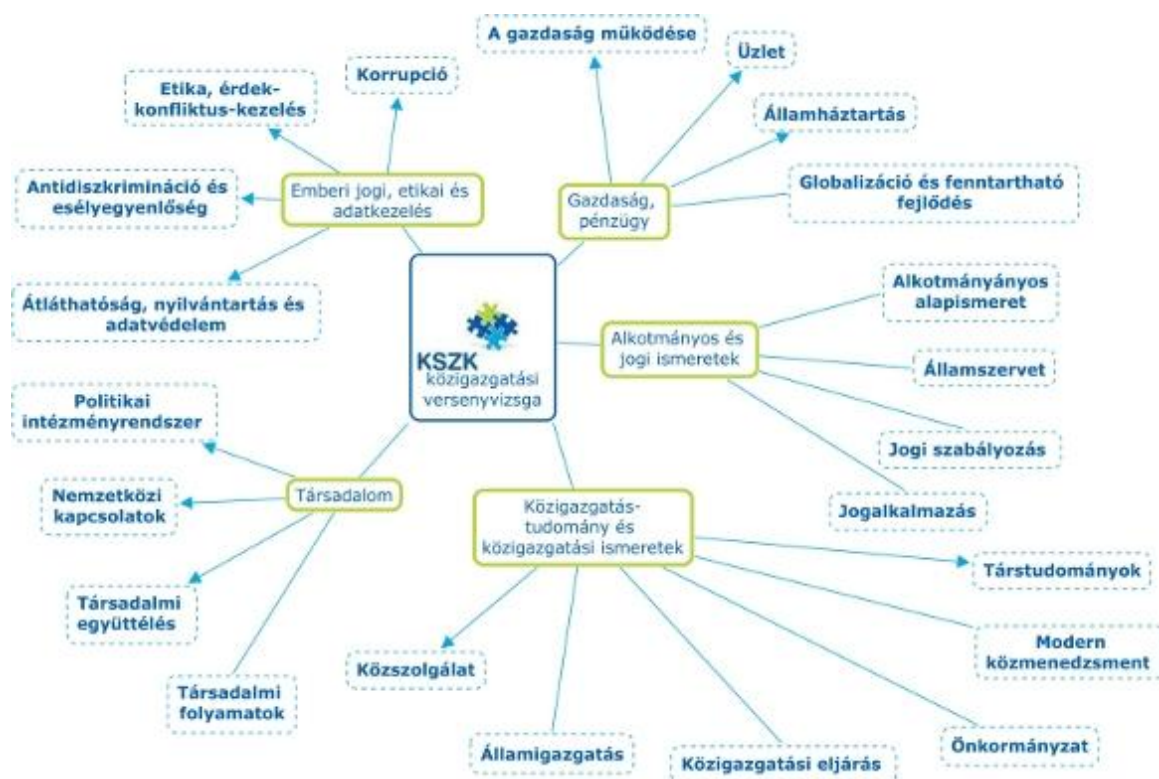 A gazdaság működése
Üzlet
Korrupció
Etika, érdek-
konfliktus-kezelés
Államháztartás
Antidiszkrimináció és
esélyegyenlőség
Emberi jogi, etikai és
adatkezelés
Gazdaság,
pénzügy
Globalizáció és fenntartható
fejlődés
Átláthatóság, nyilvántartás és
adatvédelem
KSZK
közigazgatási
versenyvizsga
Alkotmányos és
jogi ismeretek
Alkotmányányos
alapismeret
Államszervet
Jogi szabályozás
Jogalkalmazás
Politikai
intézményrendszer
Nemzetközi
kapcsolatok
Társadalom
Társadalmi
együttélés
Társadalmi
folyamatok
Közigazgatás-
tudomány és
közigazgatási ismeretek
Társtudományok
Modern
közmenedzsment
Közszolgálat
Államigazgatás
Közigazgatási eljárás
Önkormányzat